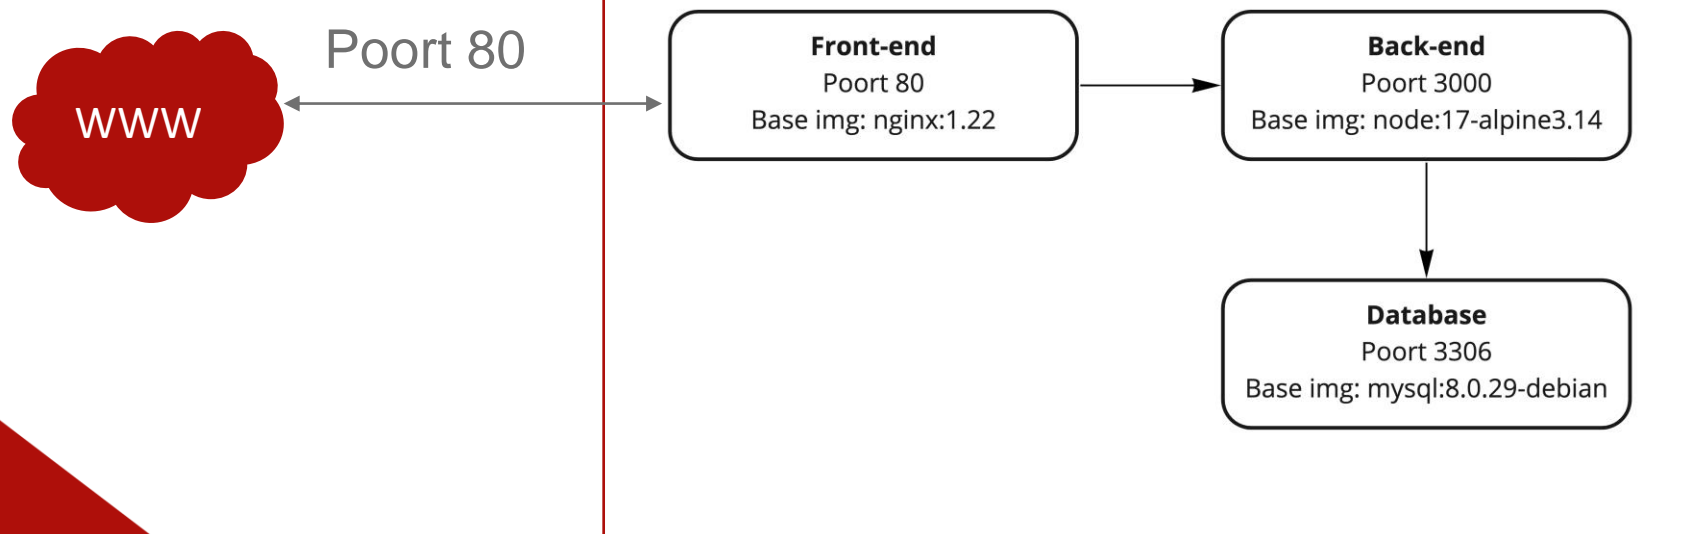 WWW
Poort 80
Front-end
Poort 80
Base img: nginx:1.22
Back-end
Poort 3000
Base img: node:17-alpine3.14
Database
Poort 3306
Base img: mysql:8.0.29-debian